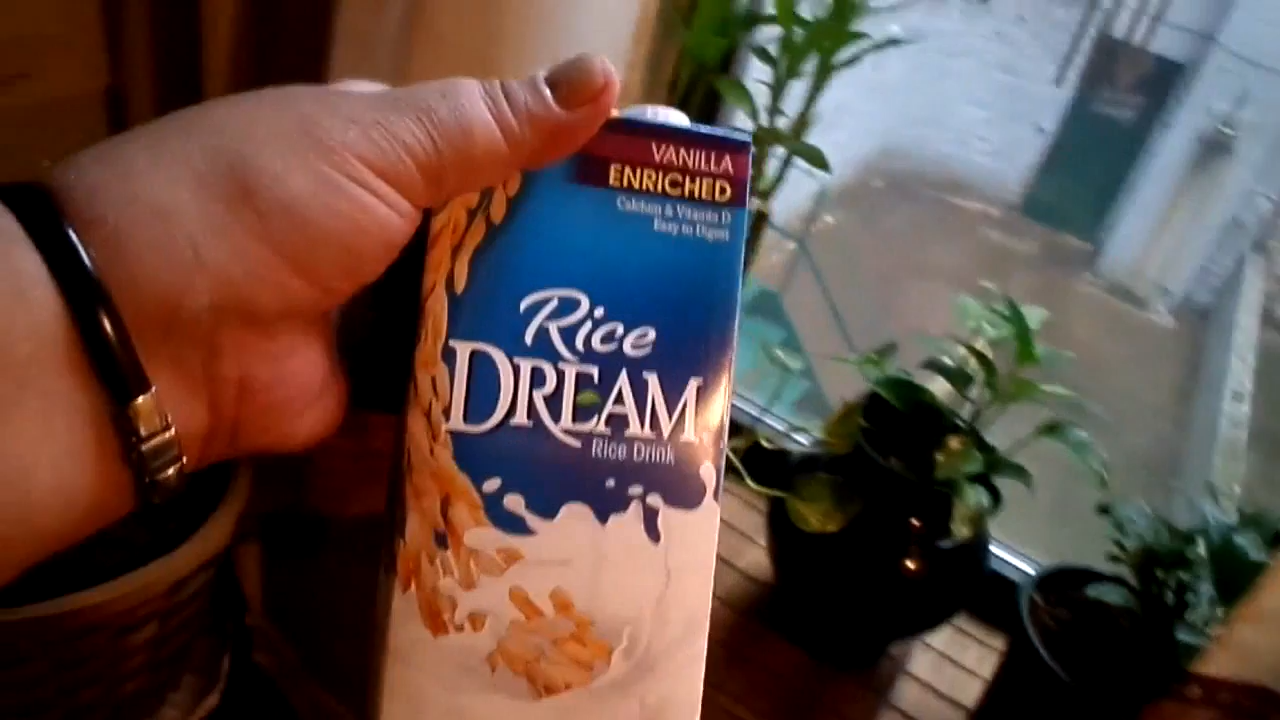 VANILLA
ENRICHED
Calcium & Vitamin D
Easy to Digest
Rice
DREAM
Rice Drink